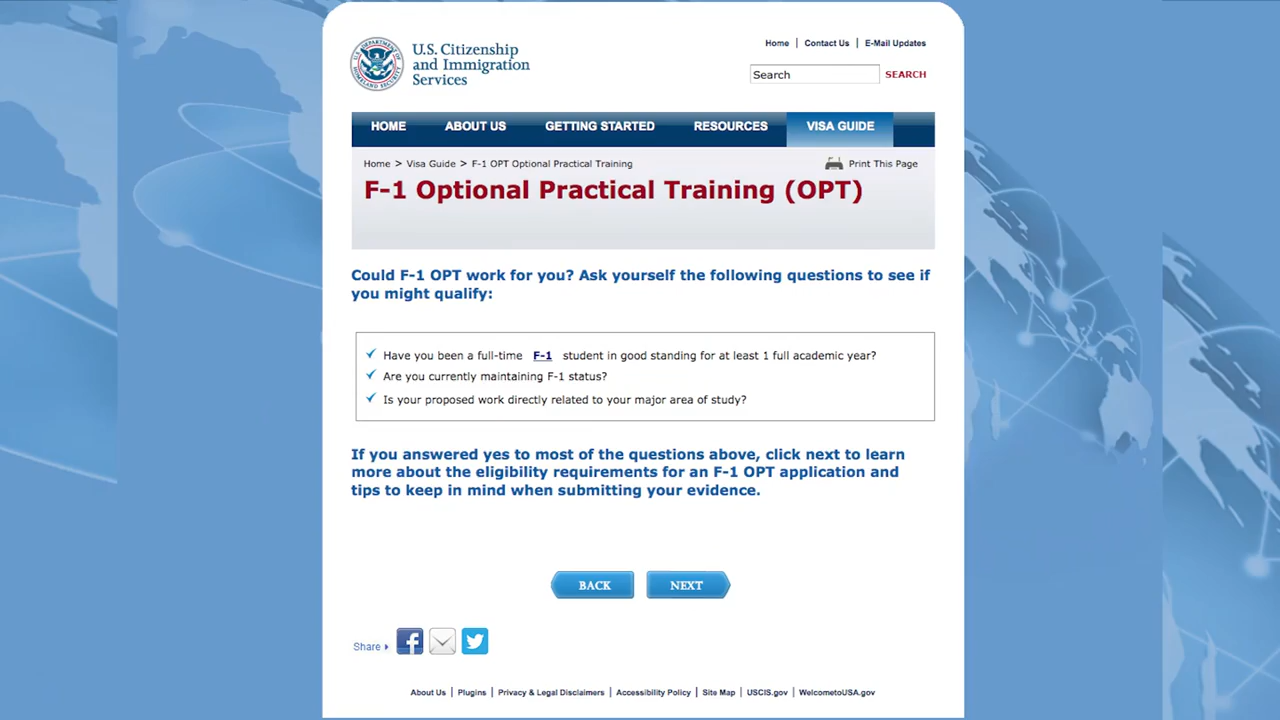 U.S. Citizenship
and Immigration
Services
Home | Contact Us | E-Mail Updates
Search SEARCH
HOME ABOUT US GETTING STARTED RESOURCES VISA GUIDE
Home > Visa Guide > F-1 OPT Optional Practical Training
Print This Page
F-1 Optional Practical Training (OPT)
Could F-1 OPT work for you? Ask yourself the following questions to see if
you might qualify:
Have you been a full-time F-1 student in good standing for at least 1 full academic year?
Are you currently maintaining F-1 status?
Is your proposed work directly related to your major area of study?
If you answered yes to most of the questions above, click next to learn
more about the eligibility requirements for an F-1 OPT application and
tips to keep in mind when submitting your evidence.
BACK NEXT
Share
About Us | Plugins | Privacy & Legal Disclaimers | Accessibility Policy | Site Map | USCIS.gov | WelcometoUSA.gov